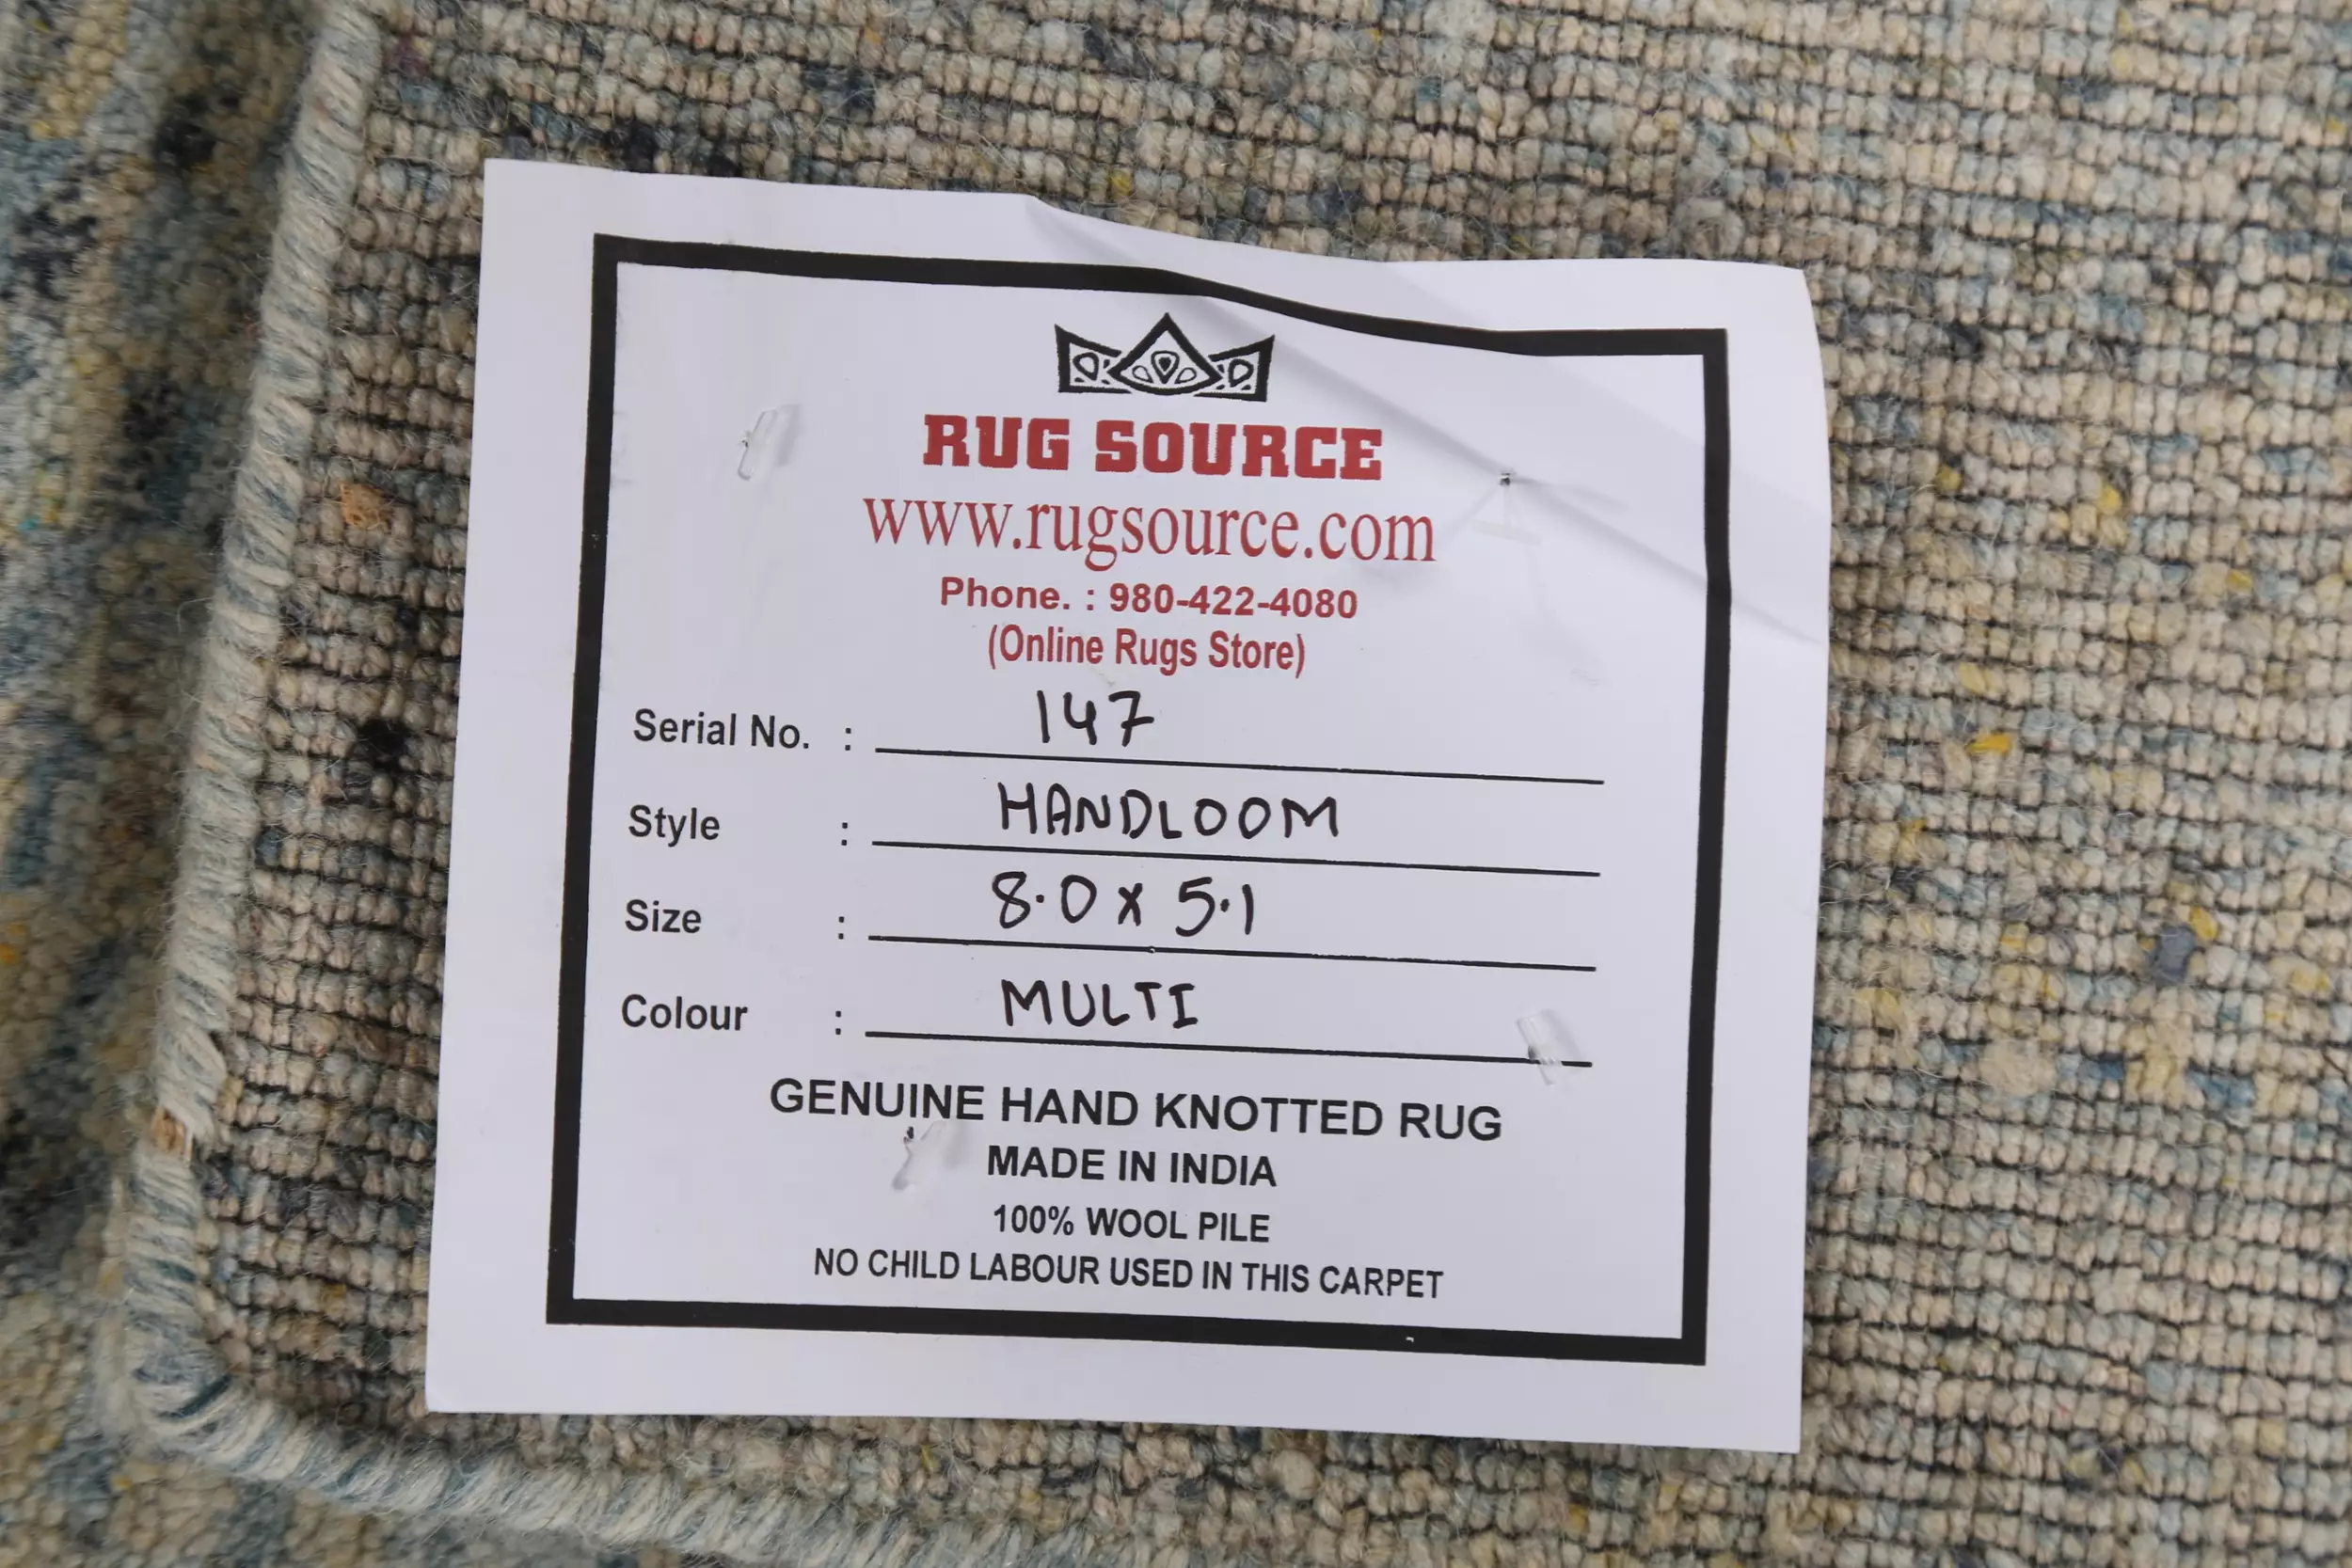 RUG SOURCE
www.rugsource.com
Phone. : 980-422-4080
(Online Rugs Store)
Serial No. : 147
Style : HANDLOOM
Size : 8.0 x 5.1
Colour : MULTI
GENUINE HAND KNOTTED RUG
MADE IN INDIA
100% WOOL PILE
NO CHILD LABOUR USED IN THIS CARPET